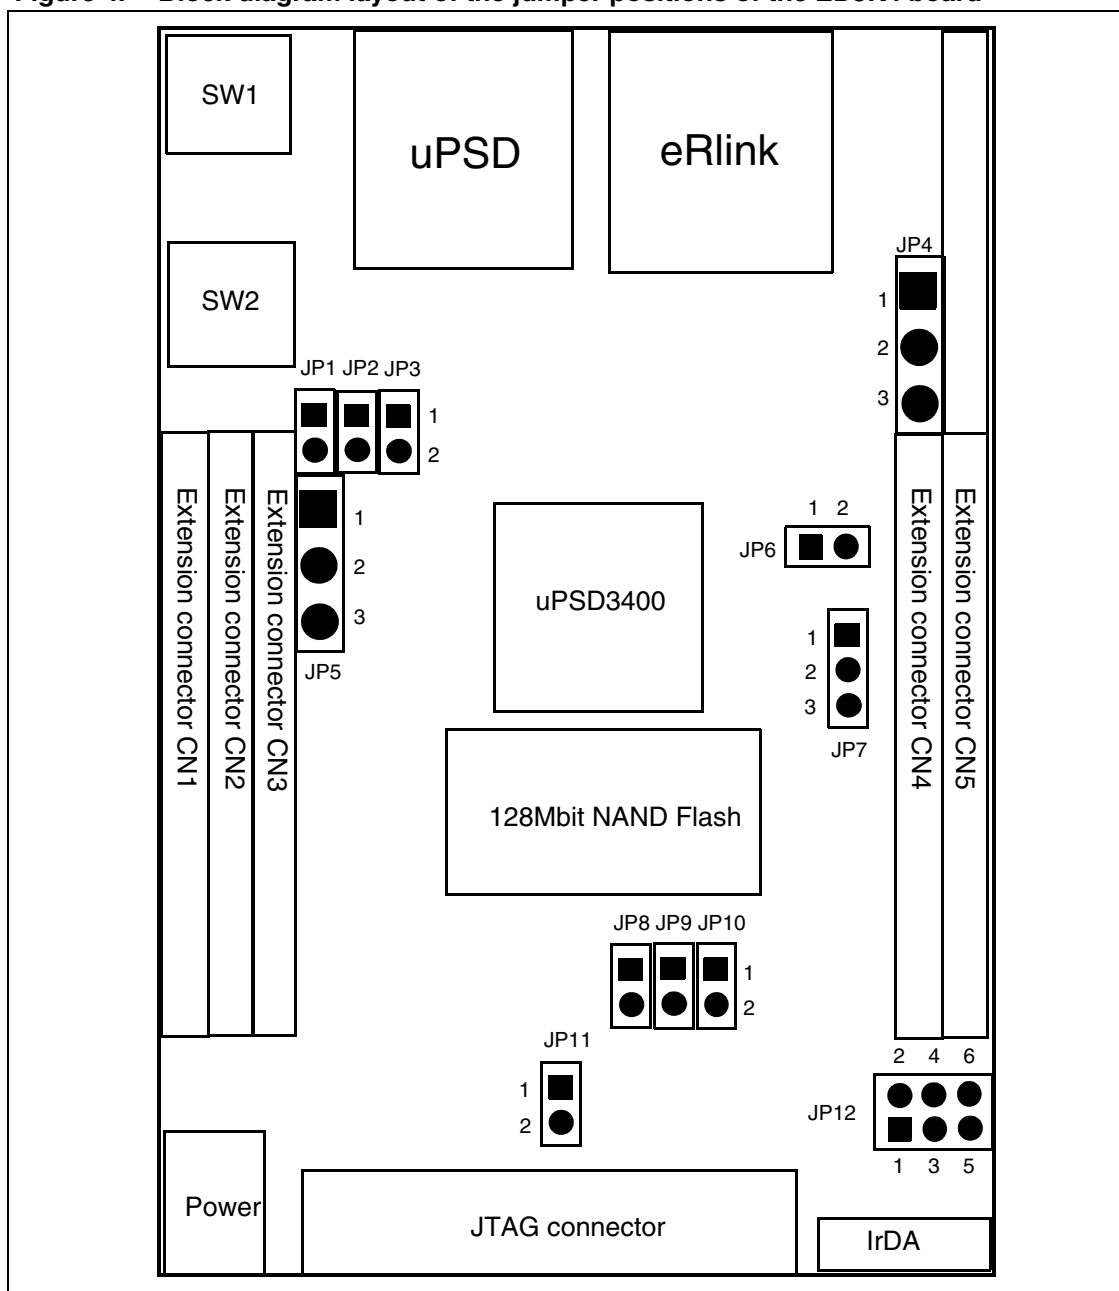 SW1
uPSD
eRlink
SW2
JP4
1
2
3
JP1 JP2 JP3
1
2
Extension connector CN1
Extension connector CN2
Extension connector CN3
1
2
3
JP5
uPSD3400
1 2
JP6
1
2
3
JP7
Extension connector CN4
Extension connector CN5
128Mbit NAND Flash
JP8 JP9 JP10
1
2
JP11
1
2
2 4 6
JP12
1 3 5
Power
JTAG connector
IrDA